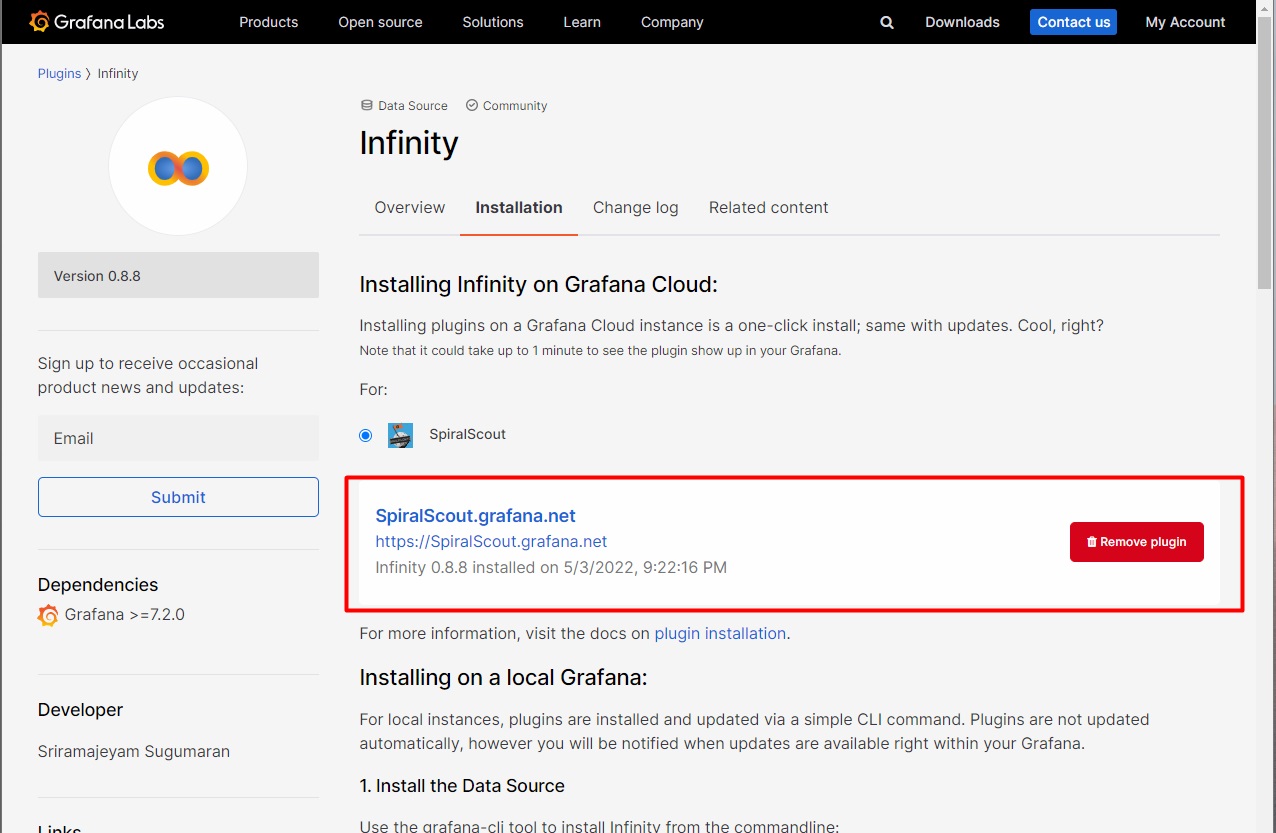 Grafana Labs
Products
Open source
Solutions
Learn
Company
Downloads
Contact us
My Account
Plugins 〉 Infinity
Version 0.8.8
Sign up to receive occasional
product news and updates:
Email
Submit
Dependencies
Grafana >=7.2.0
Developer
Sriramajeyam Sugumaran
Links
Data Source
Community
Infinity
Overview
Installation
Change log
Related content
Installing Infinity on Grafana Cloud:
Installing plugins on a Grafana Cloud instance is a one-click install; same with updates. Cool, right?
Note that it could take up to 1 minute to see the plugin show up in your Grafana.
For:
SpiralScout
SpiralScout.grafana.net
https://SpiralScout.grafana.net
Infinity 0.8.8 installed on 5/3/2022, 9:22:16 PM
Remove plugin
For more information, visit the docs on plugin installation.
Installing on a local Grafana:
For local instances, plugins are installed and updated via a simple CLI command. Plugins are not updated
automatically, however you will be notified when updates are available right within your Grafana.
1. Install the Data Source
Use the grafana-cli tool to install Infinity from the commandline: